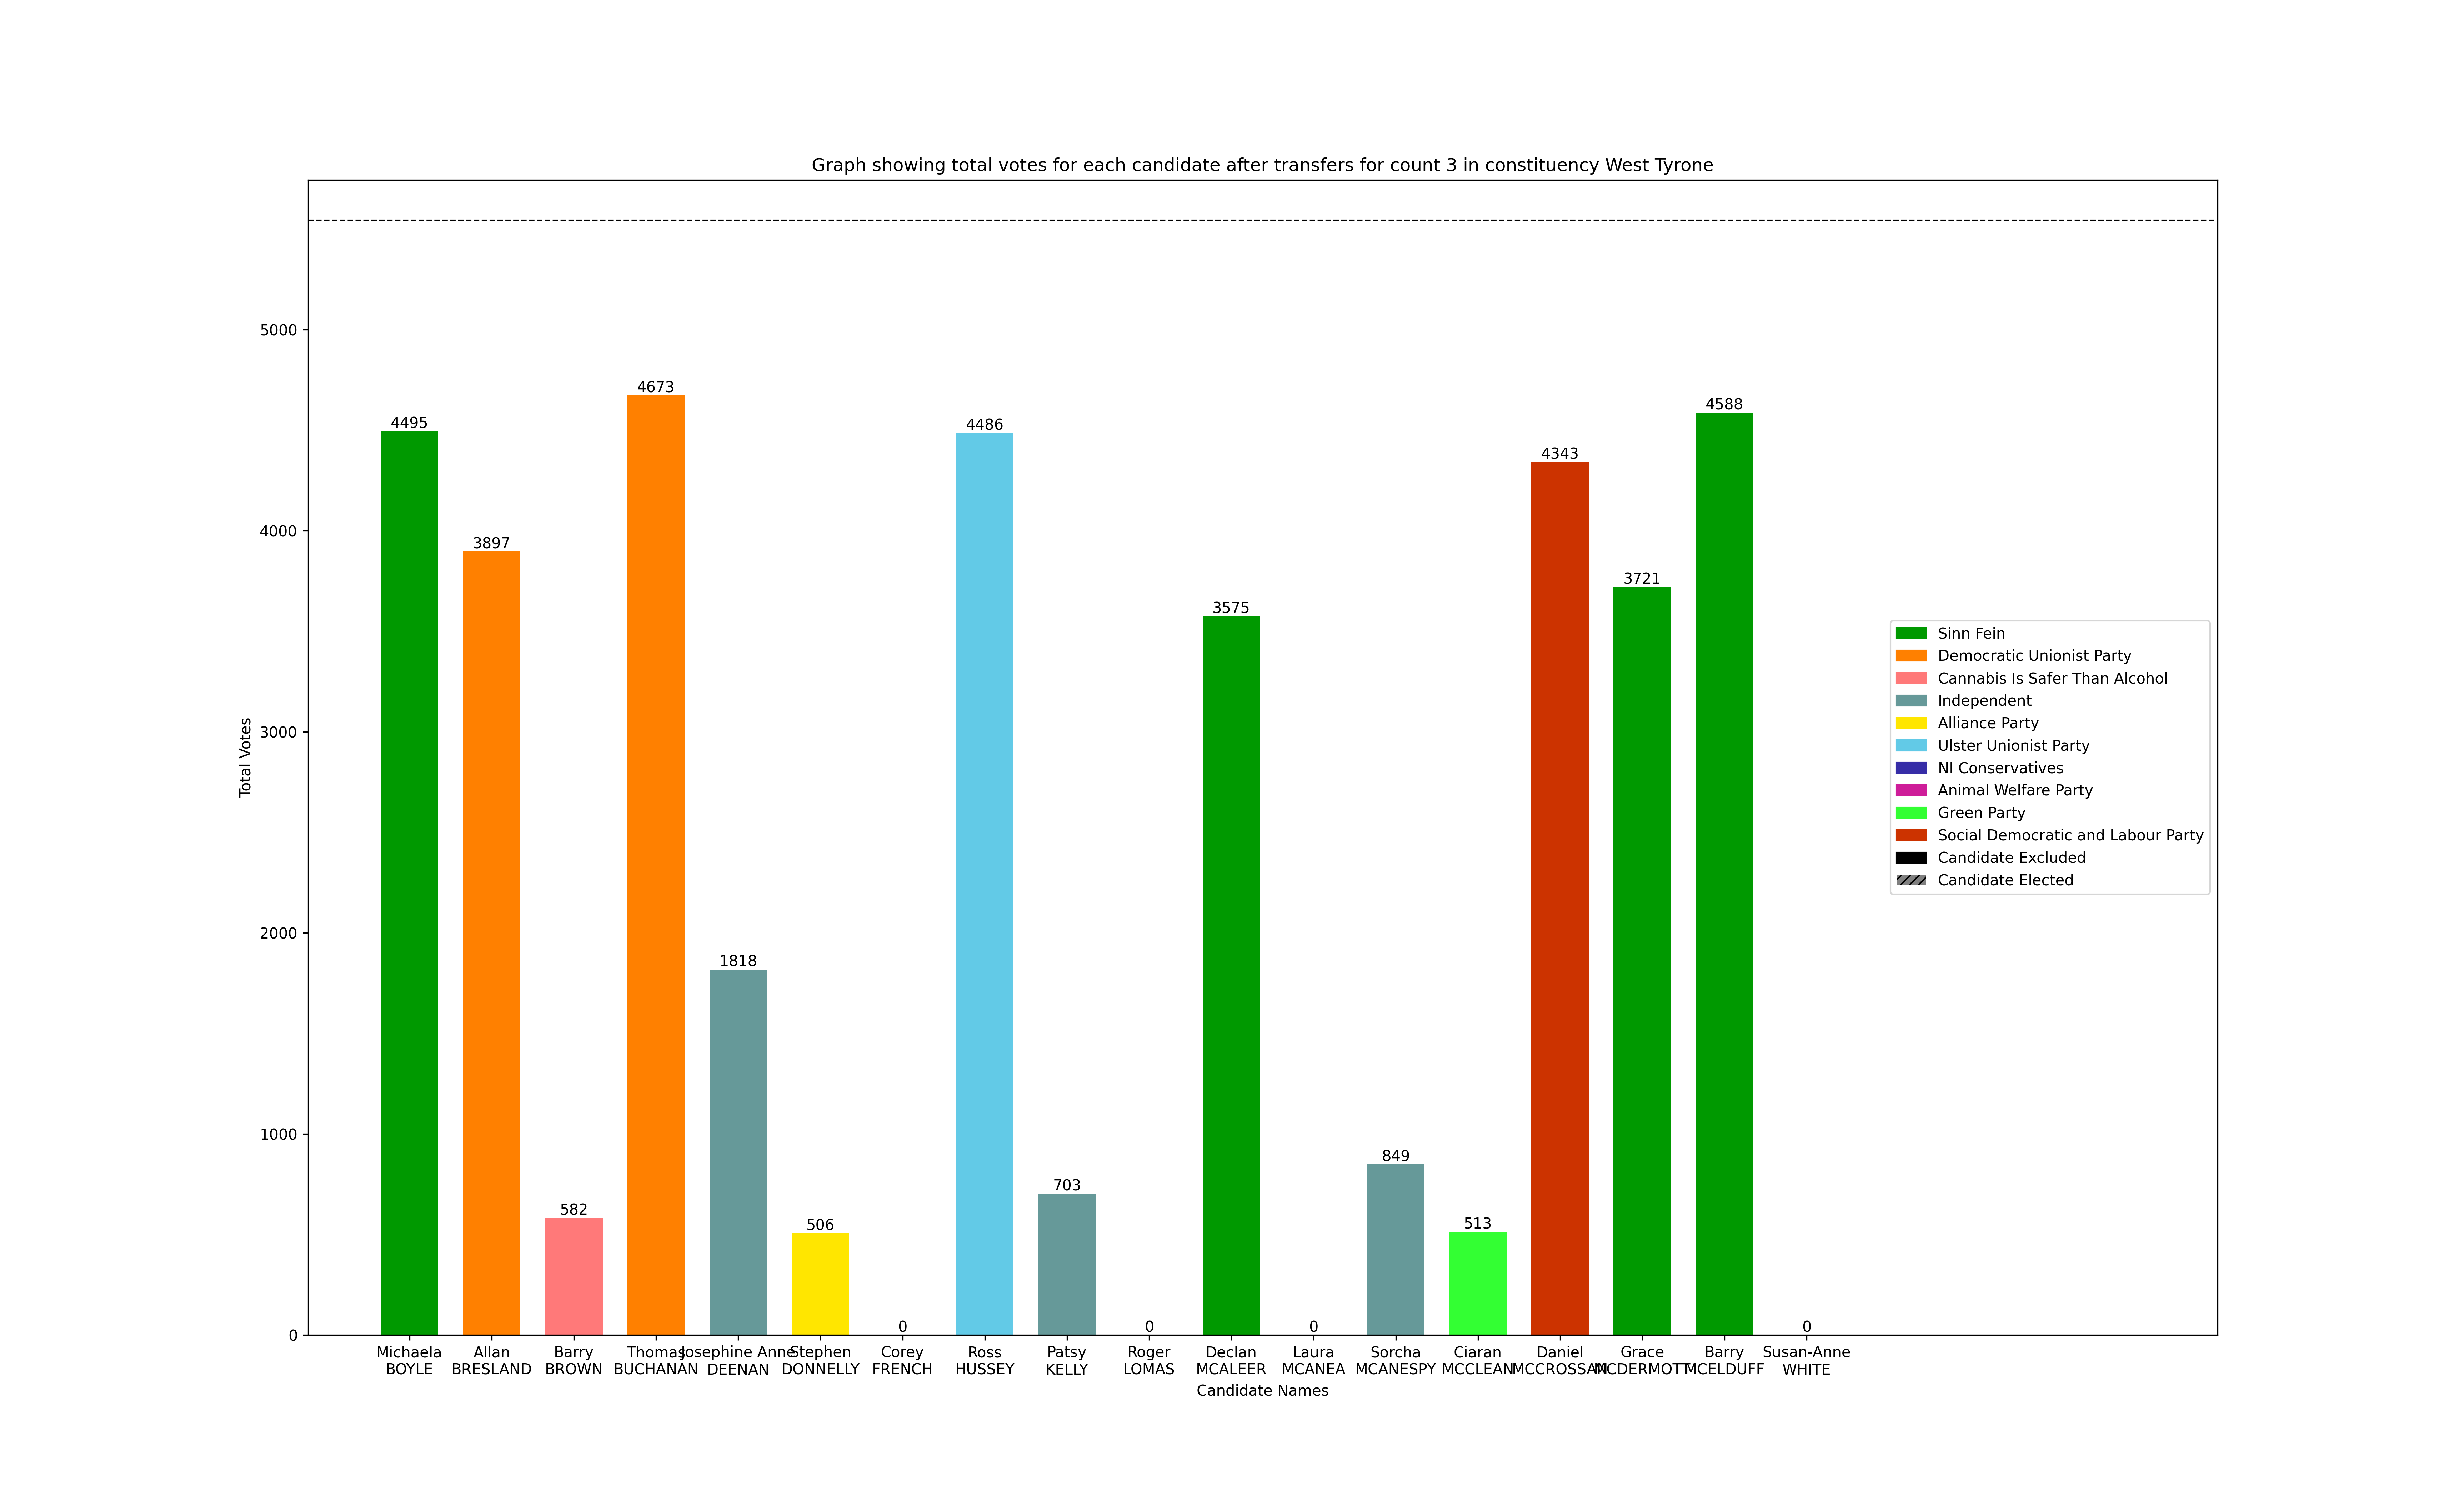 Graph showing total votes for each candidate after transfers for count 3 in constituency West Tyrone
Total Votes
5000
4000
3000
2000
1000
0
4495
3897
582
4673
1818
506
0
4486
703
0
3575
0
849
513
4343
3721
4588
0
Michaela
BOYLE
Allan
BRESLAND
Barry
BROWN
Thomas
BUCHANAN
Josephine Anne
DEENAN
Stephen
DONNELLY
Corey
FRENCH
Ross
HUSSEY
Patsy
KELLY
Roger
LOMAS
Declan
MCALEER
Laura
MCANEA
Sorcha
MCANESPY
Ciaran
MCCLEAN
Daniel
MCCROSSAN
Grace
MCDERMOTT
Barry
MCELDUFF
Susan-Anne
WHITE
Candidate Names
Sinn Fein
Democratic Unionist Party
Cannabis Is Safer Than Alcohol
Independent
Alliance Party
Ulster Unionist Party
NI Conservatives
Animal Welfare Party
Green Party
Social Democratic and Labour Party
Candidate Excluded
Candidate Elected